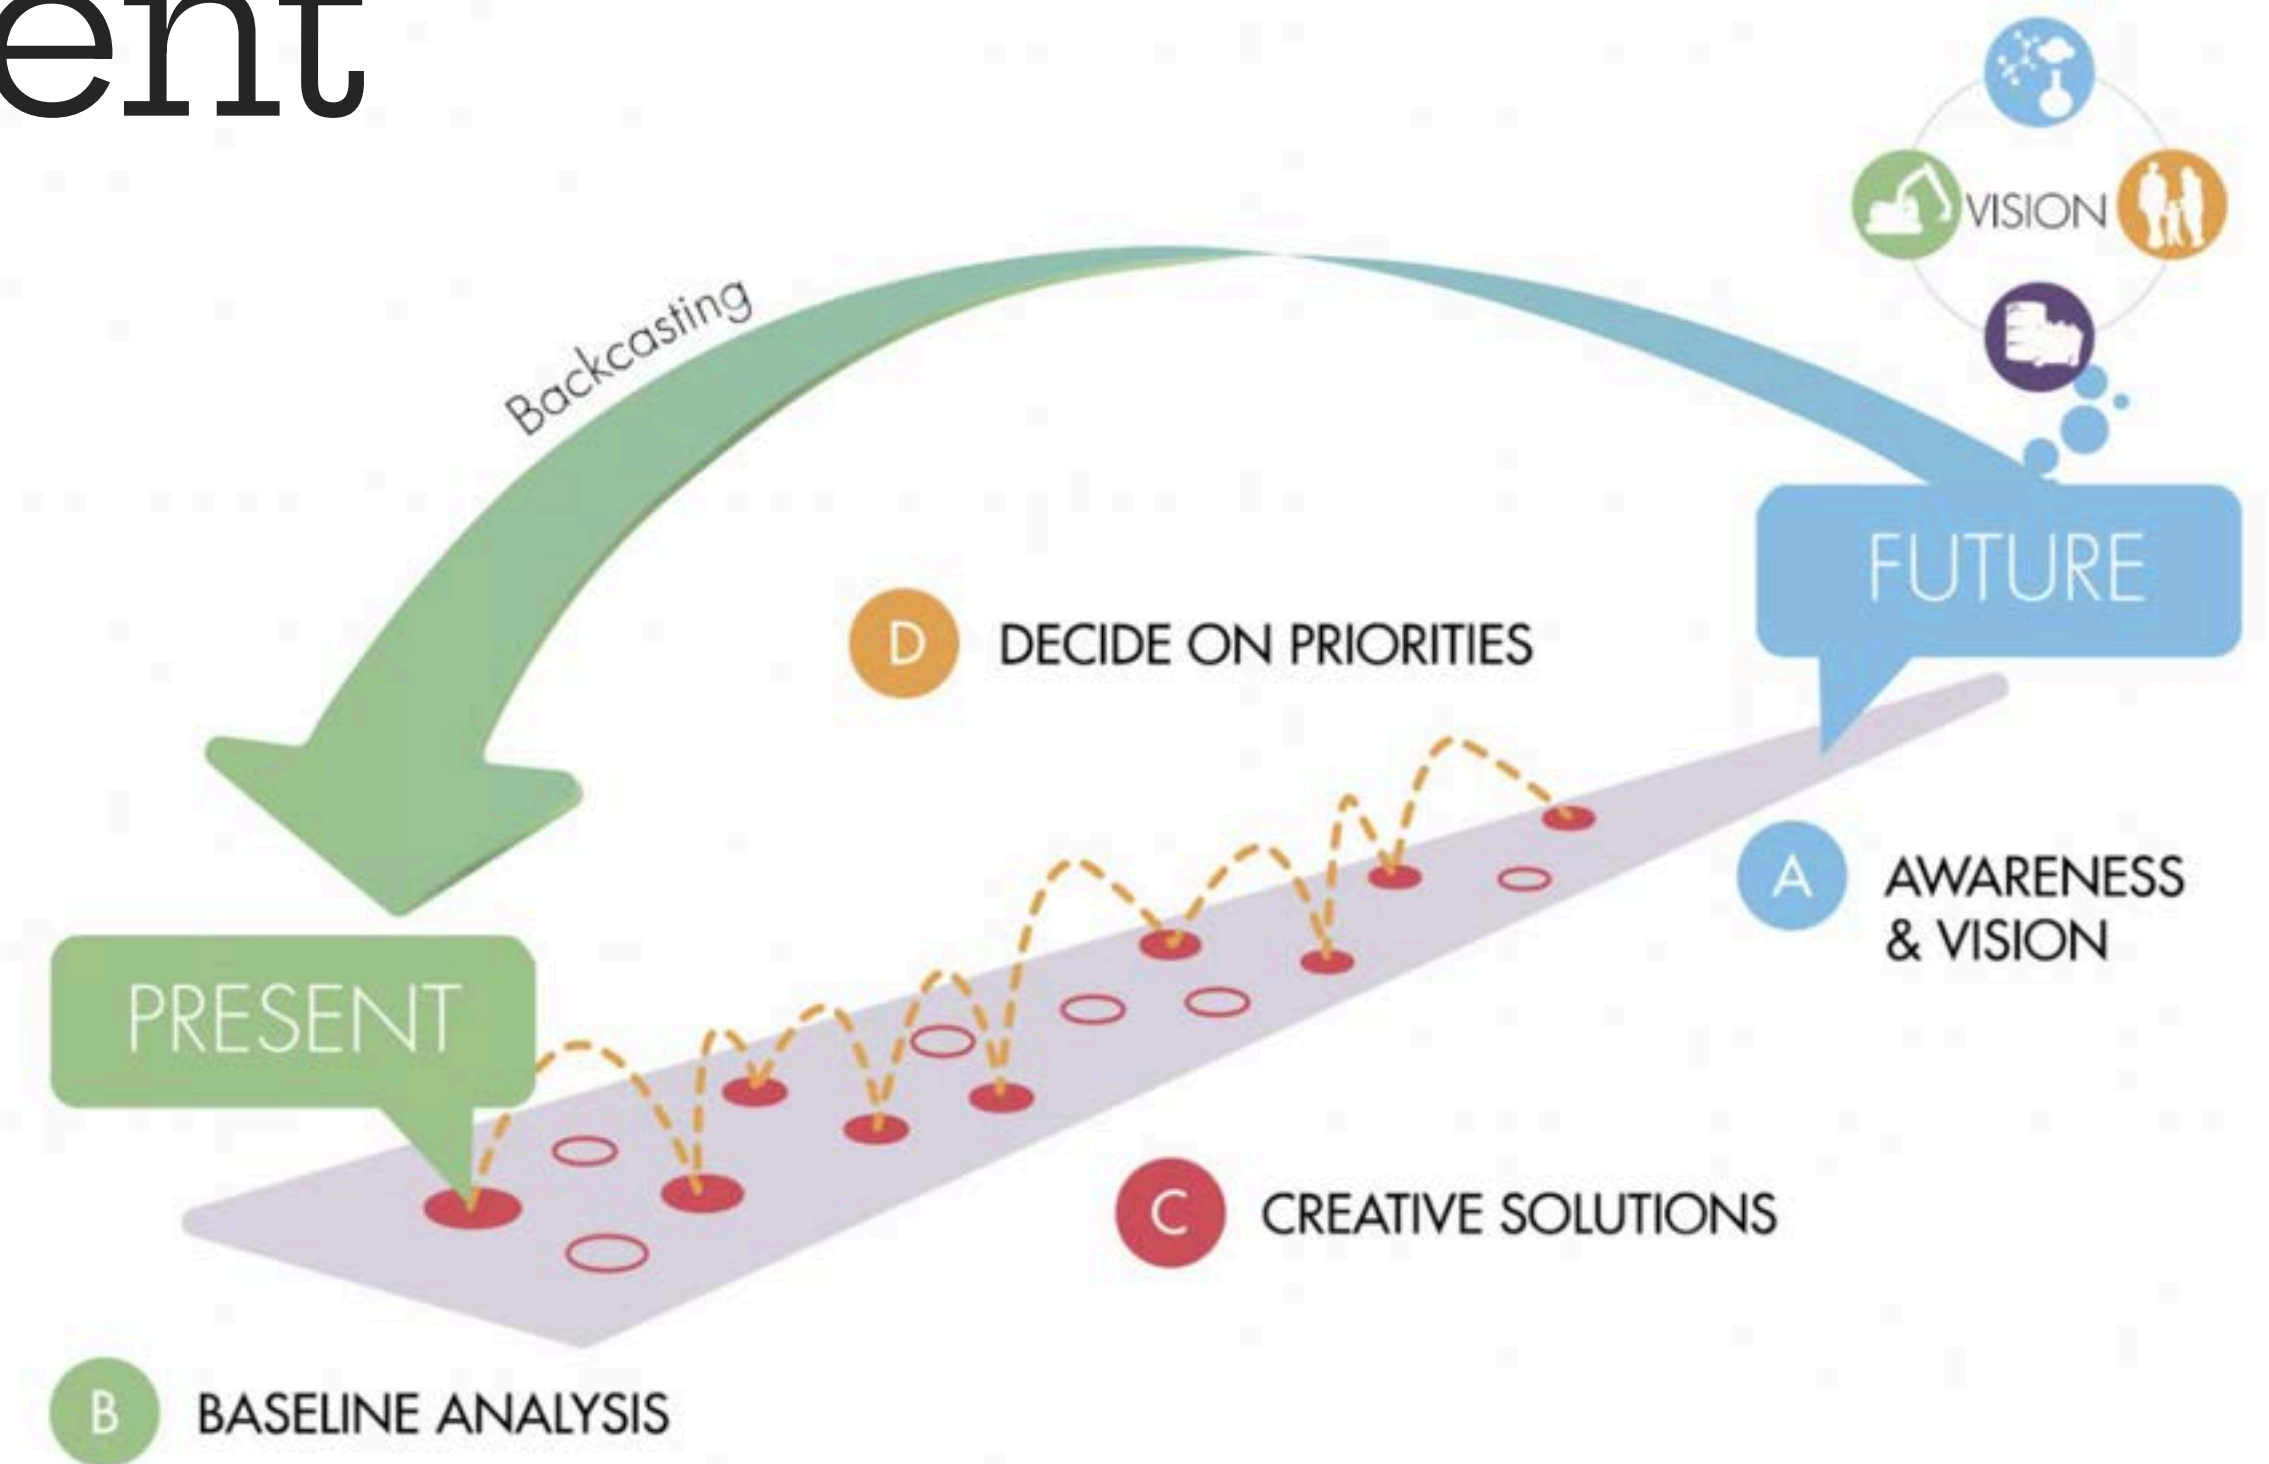 ent
VISION
Backcasting
FUTURE
D DECIDE ON PRIORITIES
A AWARENESS
& VISION
PRESENT
C CREATIVE SOLUTIONS
B BASELINE ANALYSIS